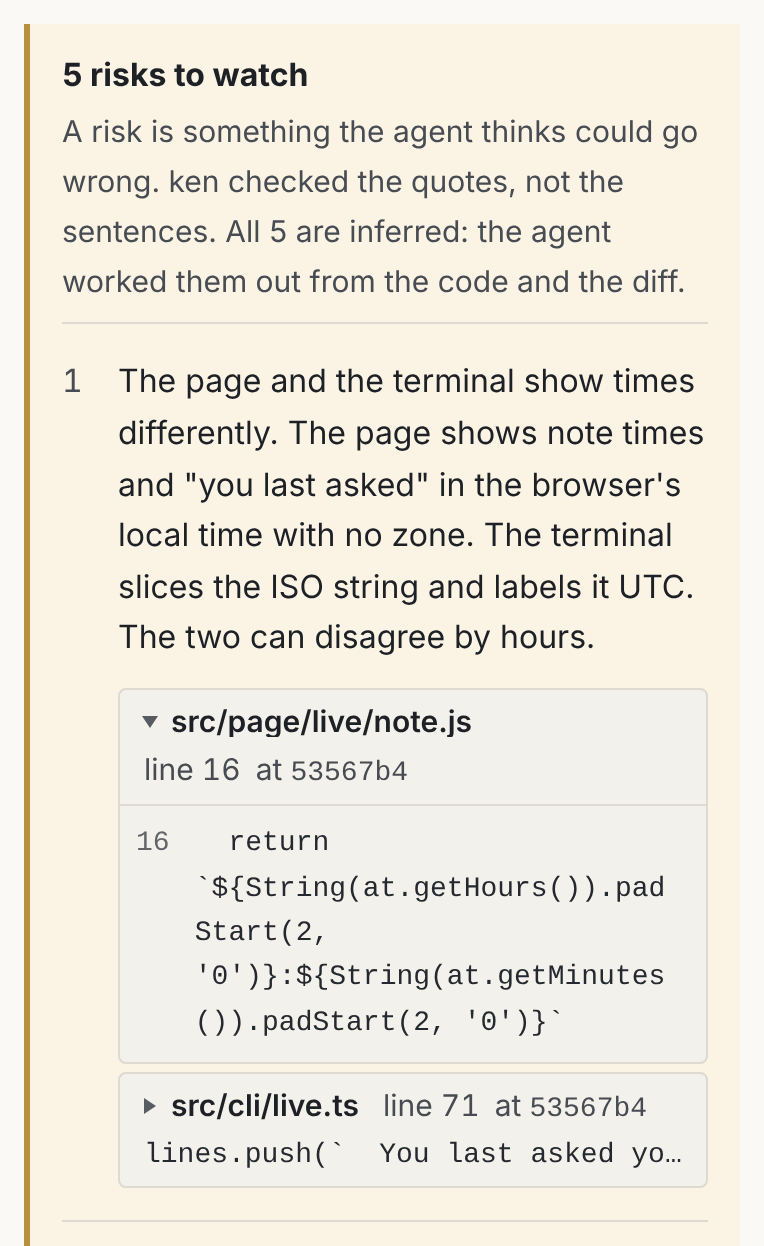 5 risks to watch
A risk is something the agent thinks could go
wrong. ken checked the quotes, not the
sentences. All 5 are inferred: the agent
worked them out from the code and the diff.
1 The page and the terminal show times
differently. The page shows note times
and "you last asked" in the browser's
local time with no zone. The terminal
slices the ISO string and labels it UTC.
The two can disagree by hours.
src/page/live/note.js
line 16 at 53567b4
16 return
`${String(at.getHours()).pad
Start(2,
'0')}:${String(at.getMinutes
()).padStart(2, '0')}`
src/cli/live.ts line 71 at 53567b4
lines.push(`  You last asked yo…